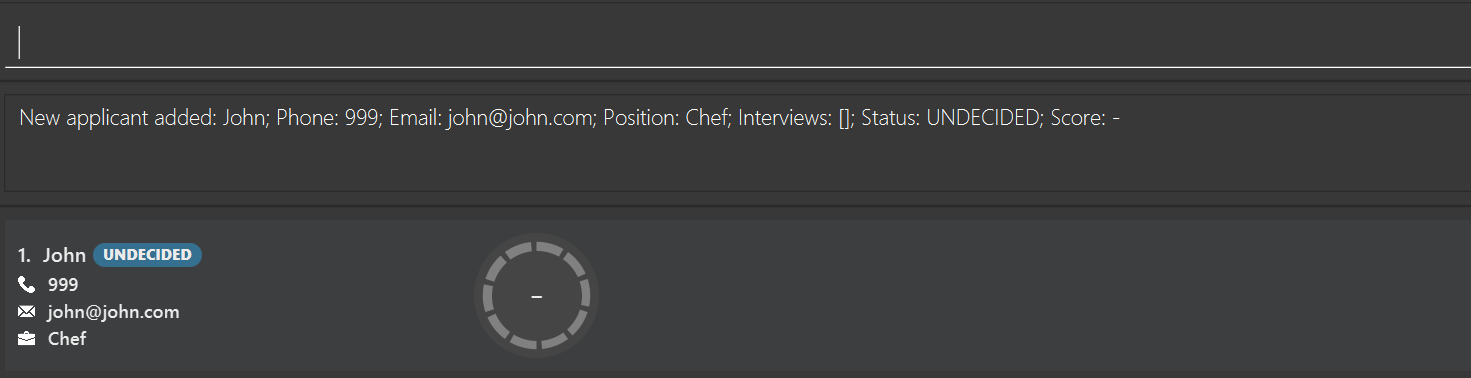 New applicant added: John; Phone: 999; Email: john@john.com; Position: Chef; Interviews: []; Status: UNDECIDED; Score: -
1. John UNDECIDED
999
–
john@john.com
Chef